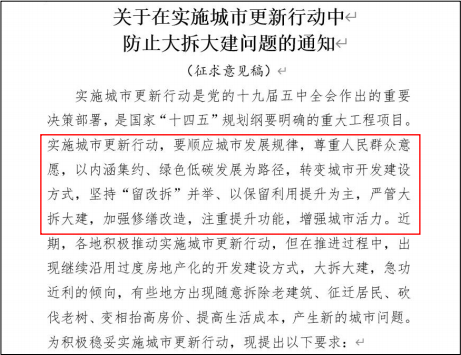 关于在实施城市更新行动中
防止大拆大建问题的通知
（征求意见稿）
实施城市更新行动是党的十九届五中全会作出的重要
决策部署，是国家“十四五”规划纲要明确的重大工程项目。
实施城市更新行动，要顺应城市发展规律，尊重人民群众意
愿，以内涵集约、绿色低碳发展为路径，转变城市开发建设
方式，坚持“留改拆”并举、以保留利用提升为主，严管大
拆大建，加强修缮改造，注重提升功能，增强城市活力。近
期，各地积极推动实施城市更新行动，但在推进过程中，出
现继续沿用过度房地产化的开发建设方式，大拆大建，急功
近利的倾向，有些地方出现随意拆除老建筑、征迁居民、砍
伐老树、变相抬高房价、提高生活成本，产生新的城市问题。
为积极稳妥实施城市更新行动，现提出以下要求：